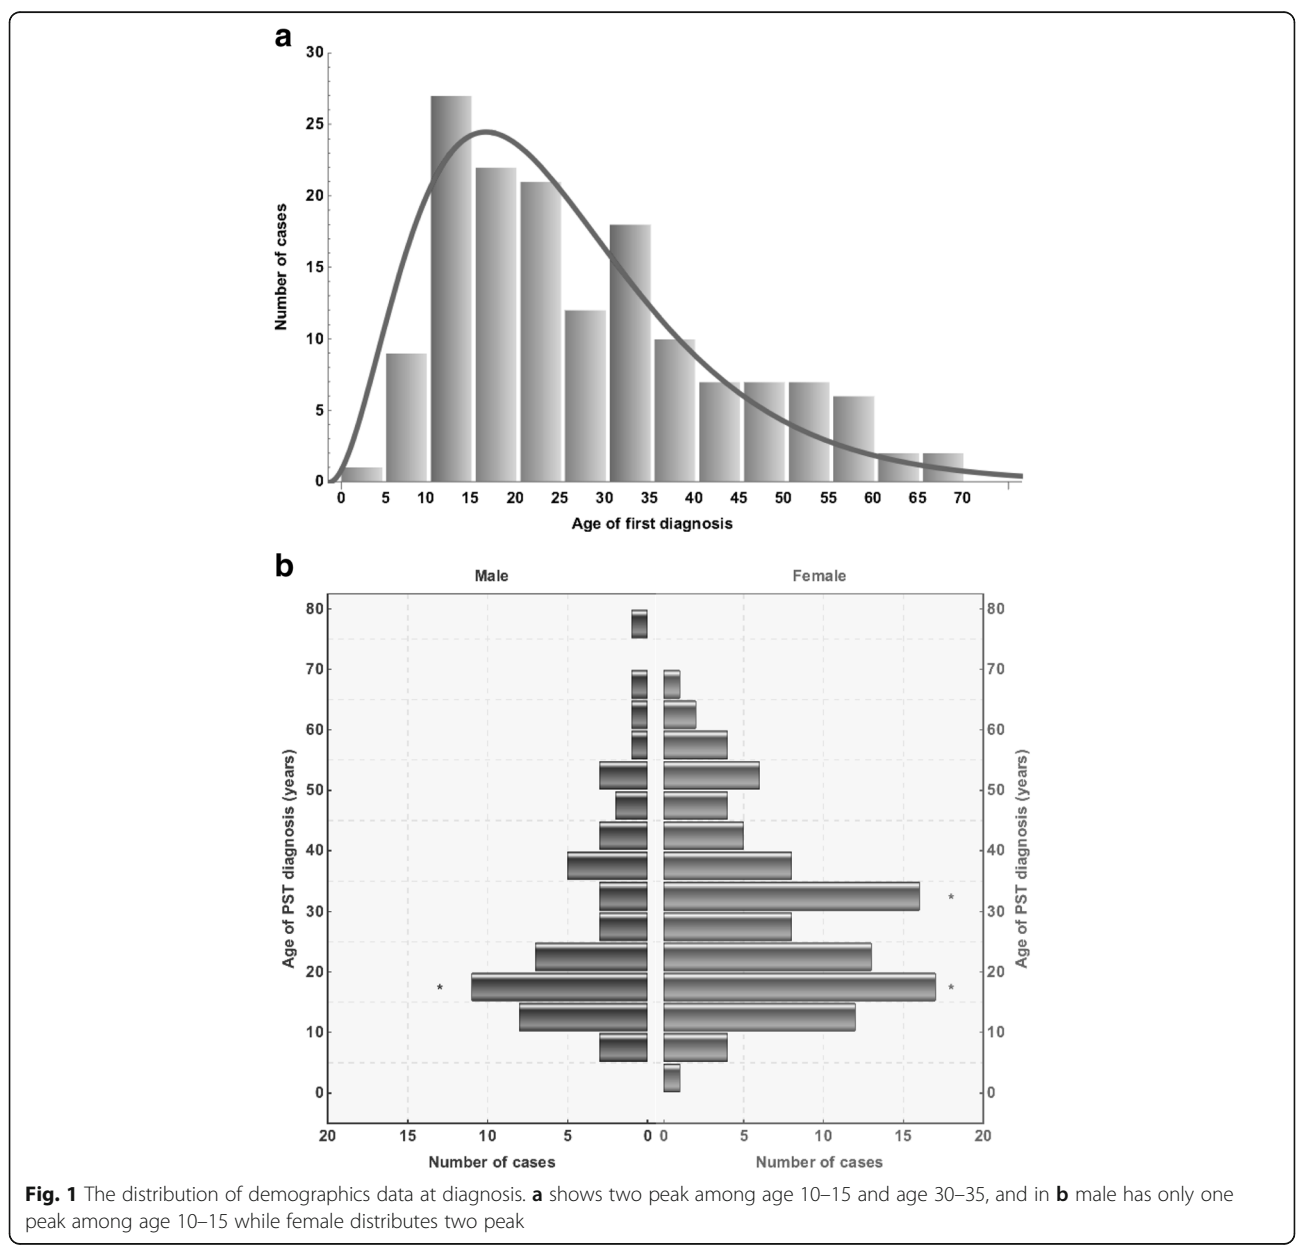 a
30
25
20
15
10
5
0
Number of cases
0 5 10 15 20 25 30 35 40 45 50 55 60 65 70
Age of first diagnosis
b
Male Female
80 80
70 70
60 60
50 50
40 40
30 30
*
20 20
* *
10 10
0 0
Age of PST diagnosis (years)
Age of PST diagnosis (years)
20 15 10 5 0 0 5 10 15 20
Number of cases Number of cases
Fig. 1 The distribution of demographics data at diagnosis. a shows two peak among age 10–15 and age 30–35, and in b male has only one
peak among age 10–15 while female distributes two peak